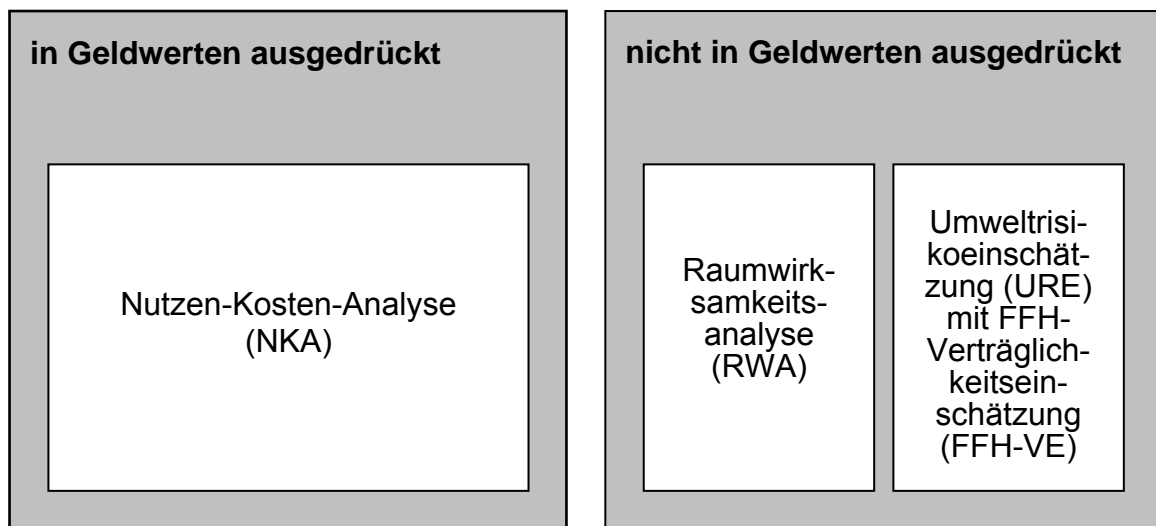 in Geldwerten ausgedrückt
Nutzen-Kosten-Analyse
(NKA)
nicht in Geldwerten ausgedrückt
Raumwirk-
samkeits-
analyse
(RWA)
Umweltrisi-
koeinschät-
zung (URE)
mit FFH-
Verträglich-
keitsein-
schätzung
(FFH-VE)